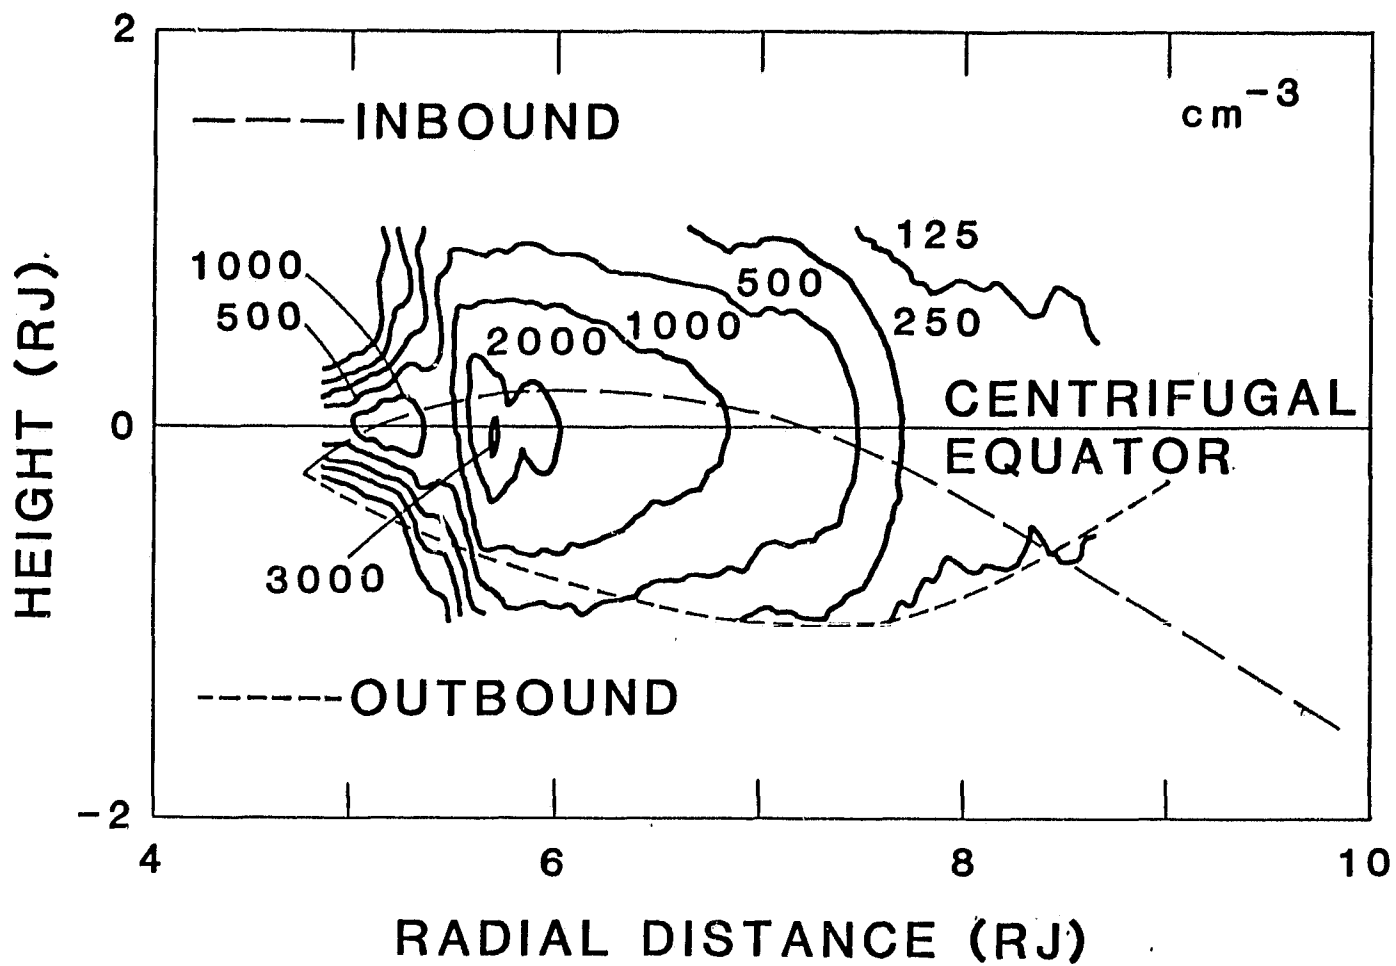 2
INBOUND
cm⁻³
125
1000
500
500
250
2000
1000
HEIGHT (RJ).
0
CENTRIFUGAL
EQUATOR
3000
OUTBOUND
-2
4 6 8 10
RADIAL DISTANCE (RJ)